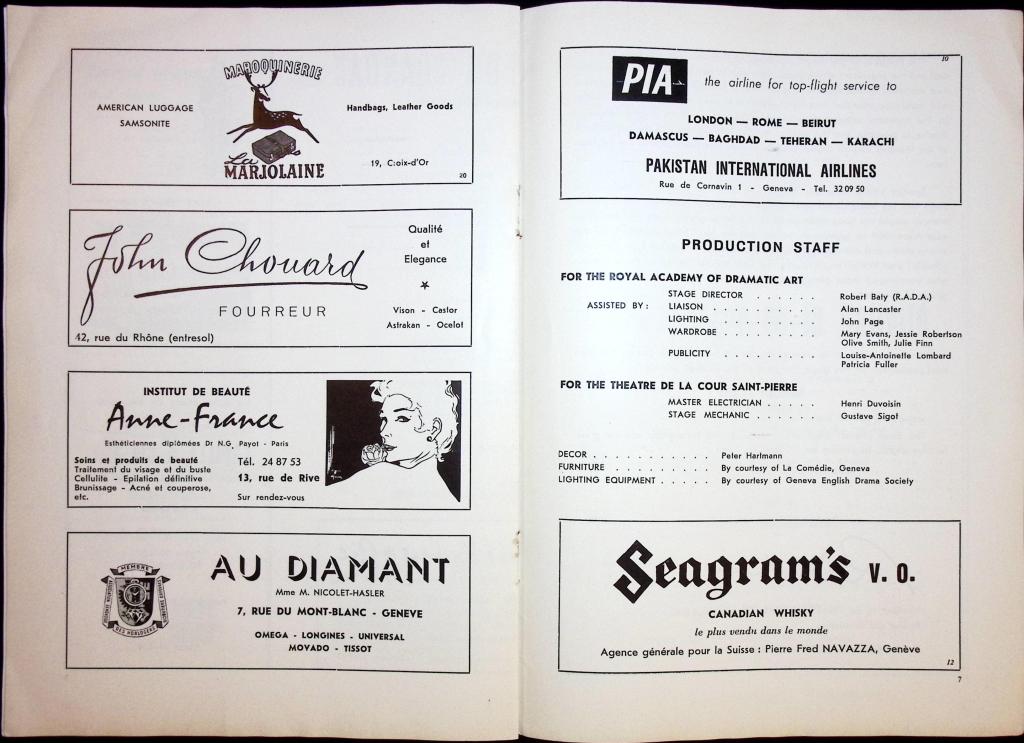 MAROQUINERIE
AMERICAN LUGGAGE
SAMSONITE
Handbags, Leather Goods
La
MARJOLAINE
19, C:oix-d'Or
20
John Chouard
FOURREUR
42, rue du Rhône (entresol)
Qualité
et
Elegance
Vison - Castor
Astrakan - Ocelot
INSTITUT DE BEAUTÉ
Anne-France
Esthéticiennes diplômées Dr N.G. Payot - Paris
Soins et produits de beauté
Traitement du visage et du buste
Cellulite - Epilation définitive
Brunissage - Acné et couperose,
etc.
Tél. 24 87 53
13, rue de Rive
Sur rendez-vous
MEMBRE
DES HORLOGERS
AU DIAMANT
Mme M. NICOLET-HASLER
7, RUE DU MONT-BLANC - GENEVE
OMEGA - LONGINES - UNIVERSAL
MOVADO - TISSOT
10
PIA the airline for top-flight service to
LONDON — ROME — BEIRUT
DAMASCUS — BAGHDAD — TEHERAN — KARACHI
PAKISTAN INTERNATIONAL AIRLINES
Rue de Cornavin 1 - Geneva - Tel. 32 09 50
PRODUCTION STAFF
FOR THE ROYAL ACADEMY OF DRAMATIC ART
STAGE DIRECTOR . . . . . . Robert Baty (R.A.D.A.)
ASSISTED BY : LIAISON . . . . . . . . . . Alan Lancaster
LIGHTING . . . . . . . . . John Page
WARDROBE . . . . . . . . . Mary Evans, Jessie Robertson
Olive Smith, Julie Finn
PUBLICITY . . . . . . . . . Louise-Antoinette Lombard
Patricia Fuller
FOR THE THEATRE DE LA COUR SAINT-PIERRE
MASTER ELECTRICIAN . . . . . Henri Duvoisin
STAGE MECHANIC . . . . . . Gustave Sigot
DECOR . . . . . . . . . . . Peter Hartmann
FURNITURE . . . . . . . . . By courtesy of La Comédie, Geneva
LIGHTING EQUIPMENT . . . . . By courtesy of Geneva English Drama Society
Seagram's V. O.
CANADIAN WHISKY
le plus vendu dans le monde
Agence générale pour la Suisse : Pierre Fred NAVAZZA, Genève
12
7